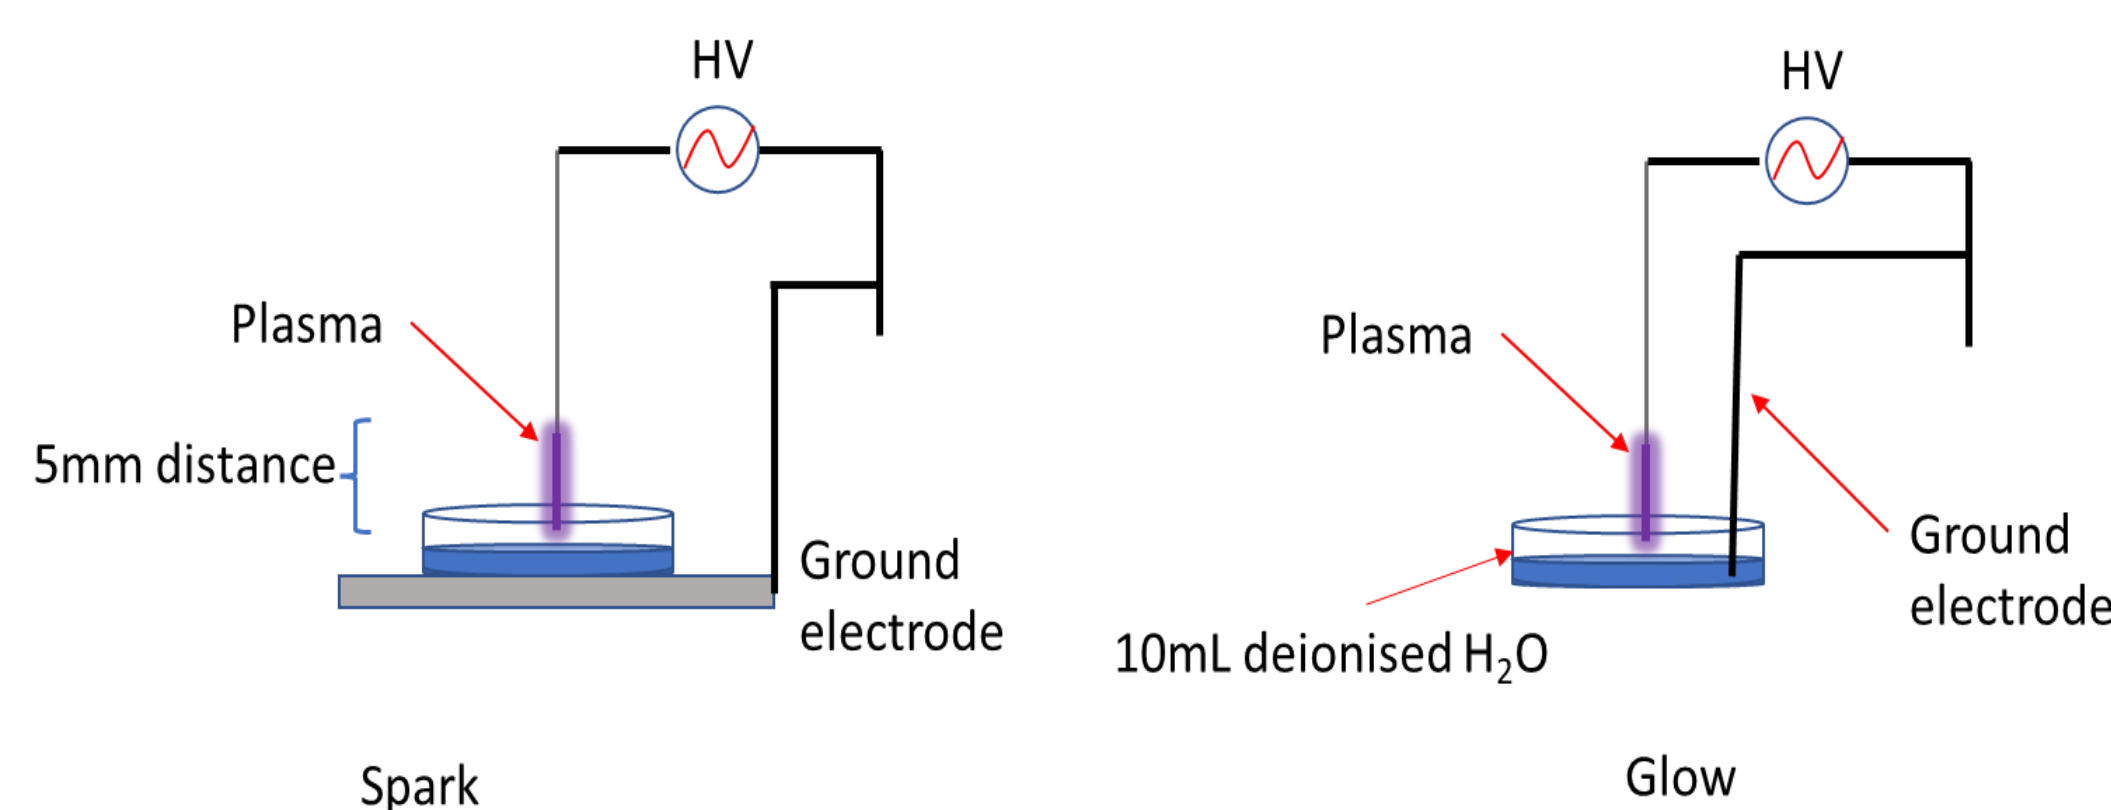 HV
Plasma
5mm distance
Ground
electrode
Spark
HV
Plasma
Ground
electrode
10mL deionised H₂O
Glow